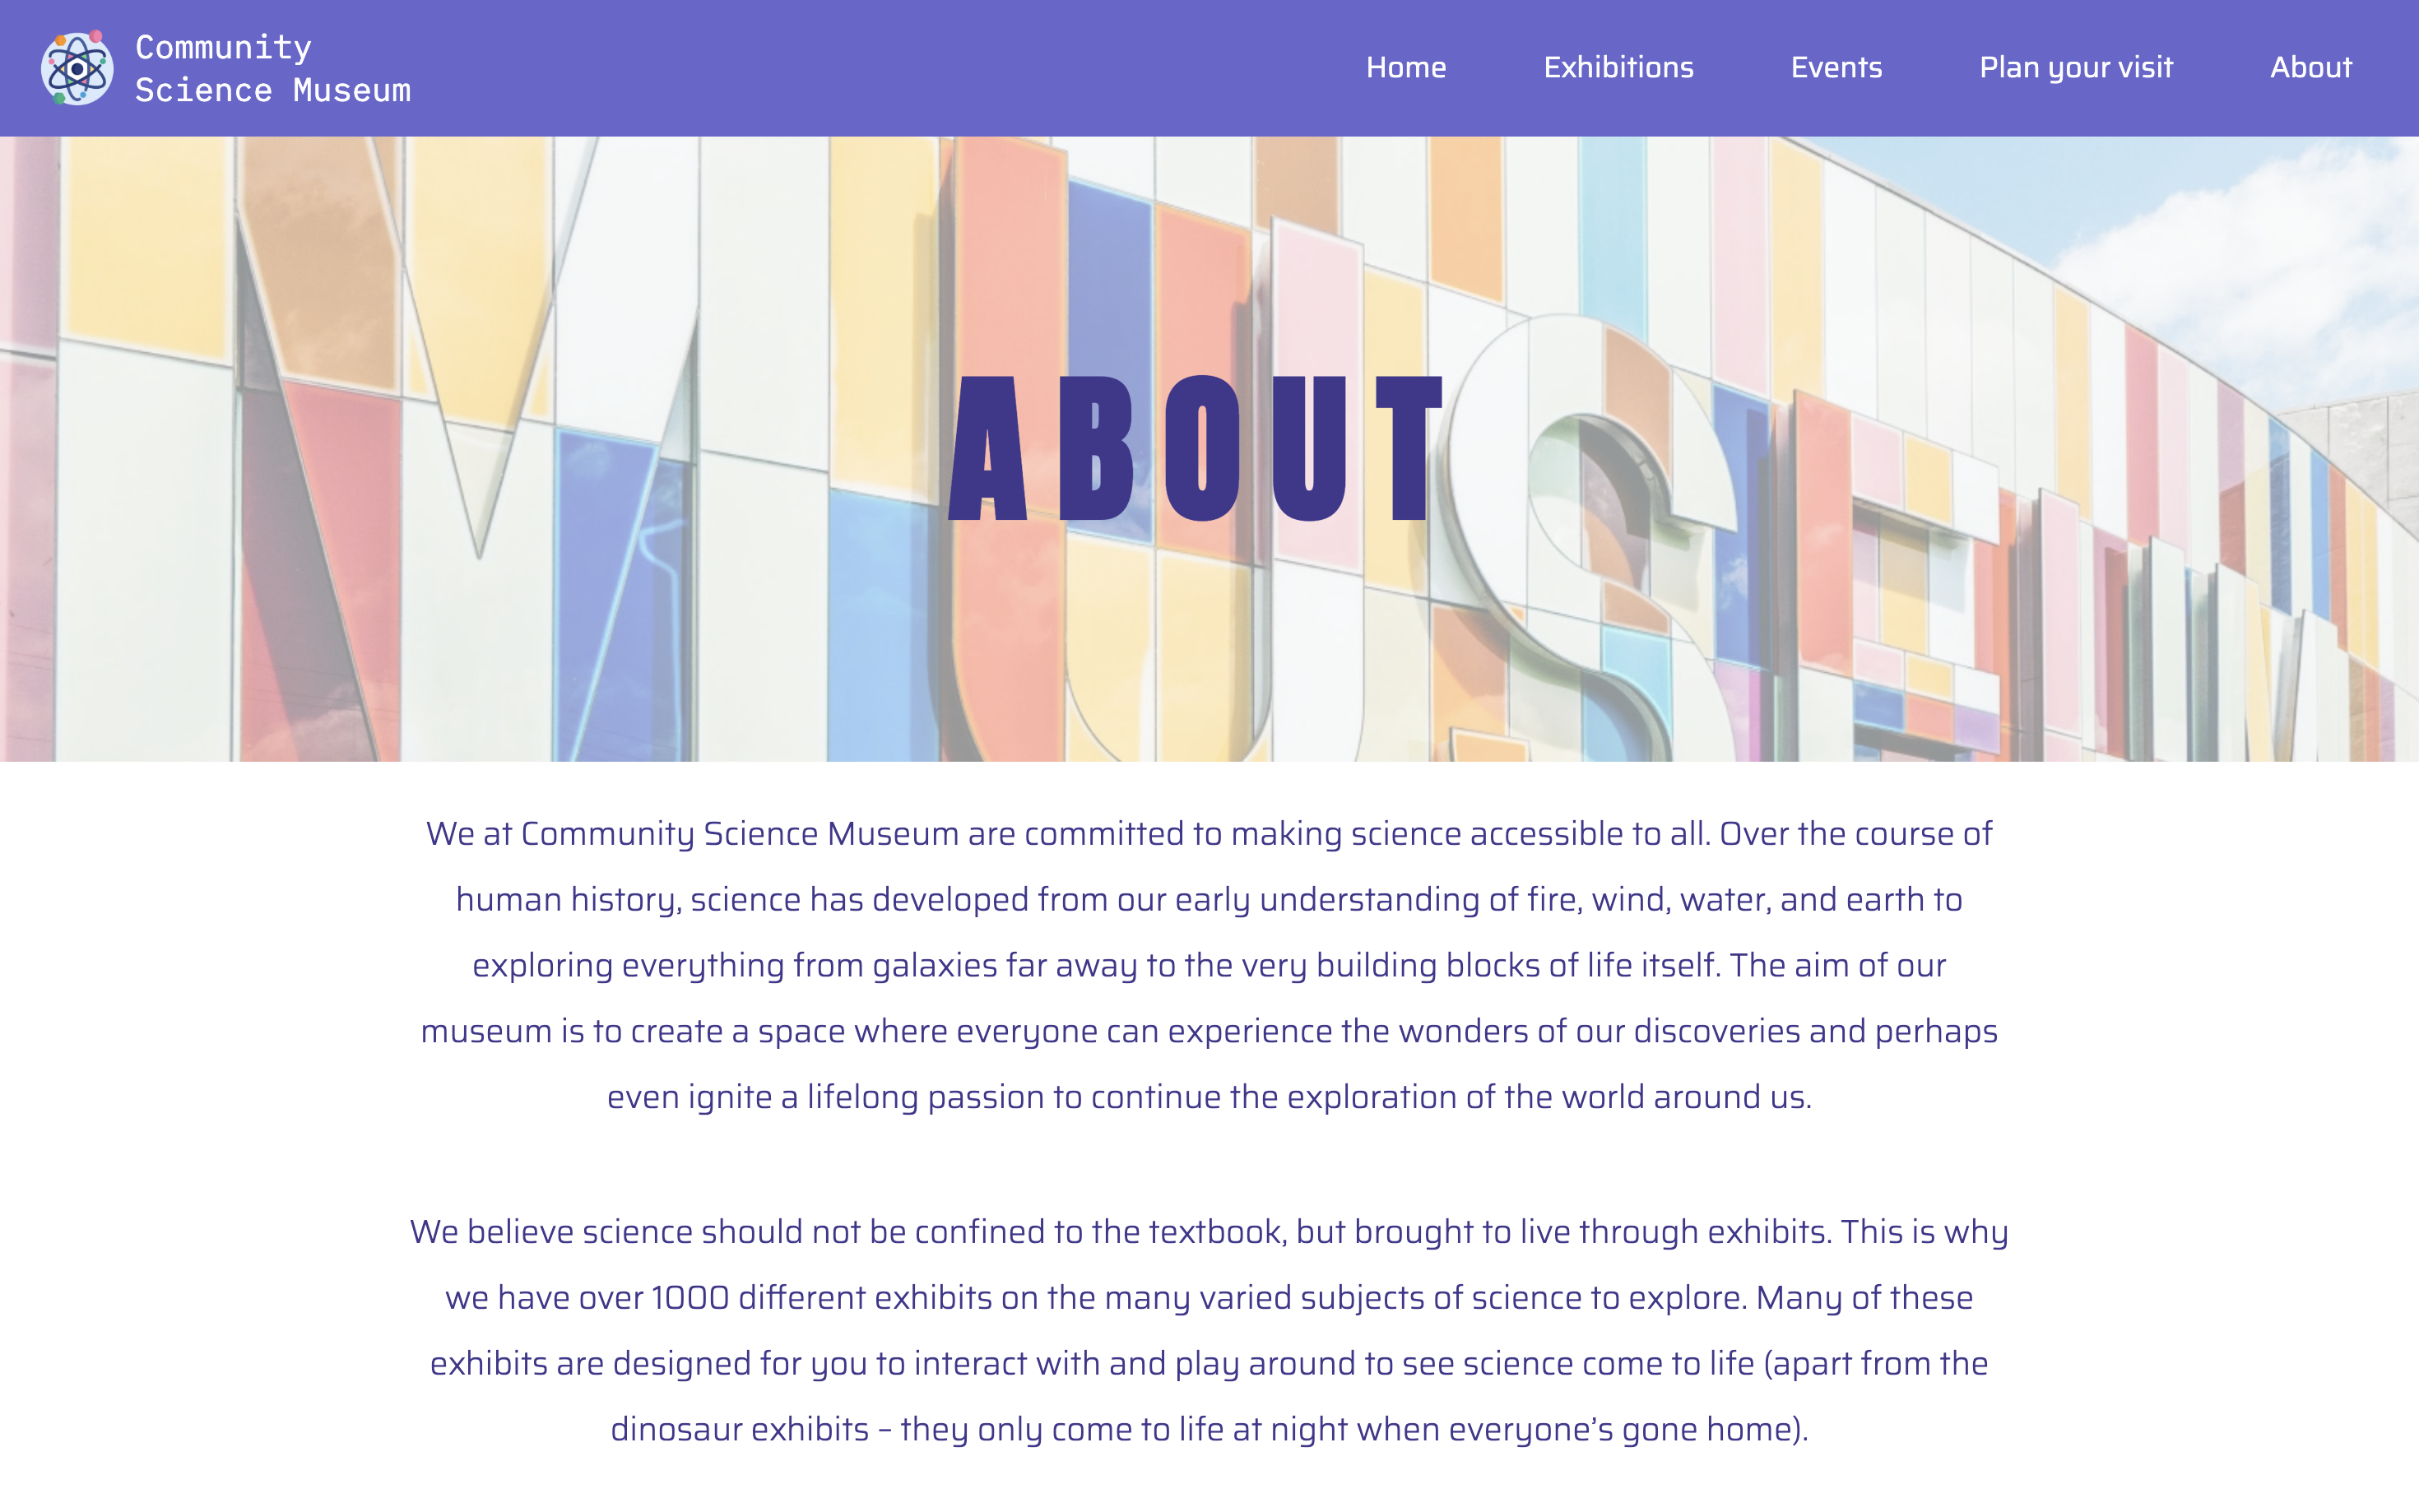 Community
Science Museum
Home Exhibitions Events Plan your visit About
MUSEUM
ABOUT
We at Community Science Museum are committed to making science accessible to all. Over the course of
human history, science has developed from our early understanding of fire, wind, water, and earth to
exploring everything from galaxies far away to the very building blocks of life itself. The aim of our
museum is to create a space where everyone can experience the wonders of our discoveries and perhaps
even ignite a lifelong passion to continue the exploration of the world around us.
We believe science should not be confined to the textbook, but brought to live through exhibits. This is why
we have over 1000 different exhibits on the many varied subjects of science to explore. Many of these
exhibits are designed for you to interact with and play around to see science come to life (apart from the
dinosaur exhibits – they only come to life at night when everyone’s gone home).